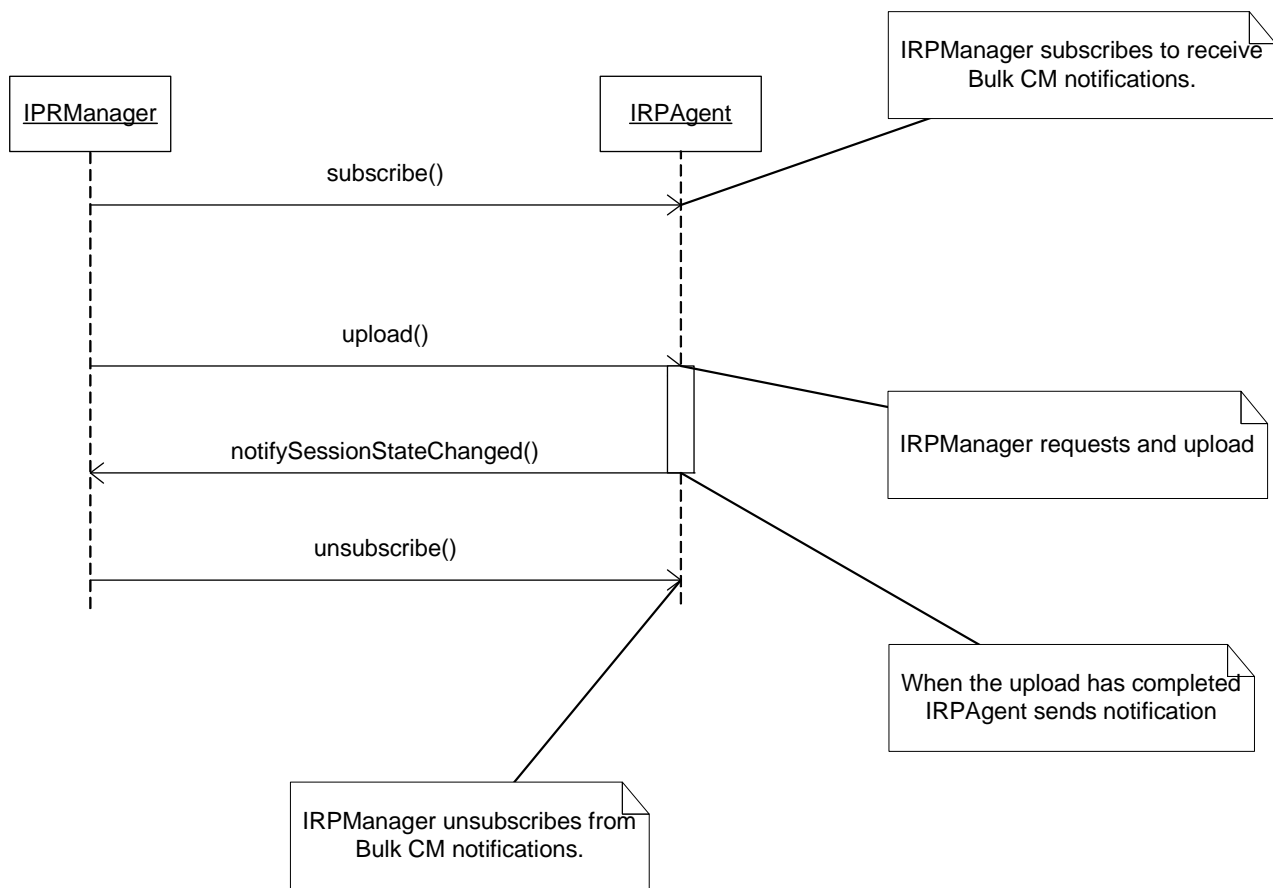 IRPManager subscribes to receive
Bulk CM notifications.
IPRManager
IRPAgent
subscribe()
upload()
IRPManager requests and upload
notifySessionStateChanged()
unsubscribe()
When the upload has completed
IRPAgent sends notification
IRPManager unsubscribes from
Bulk CM notifications.